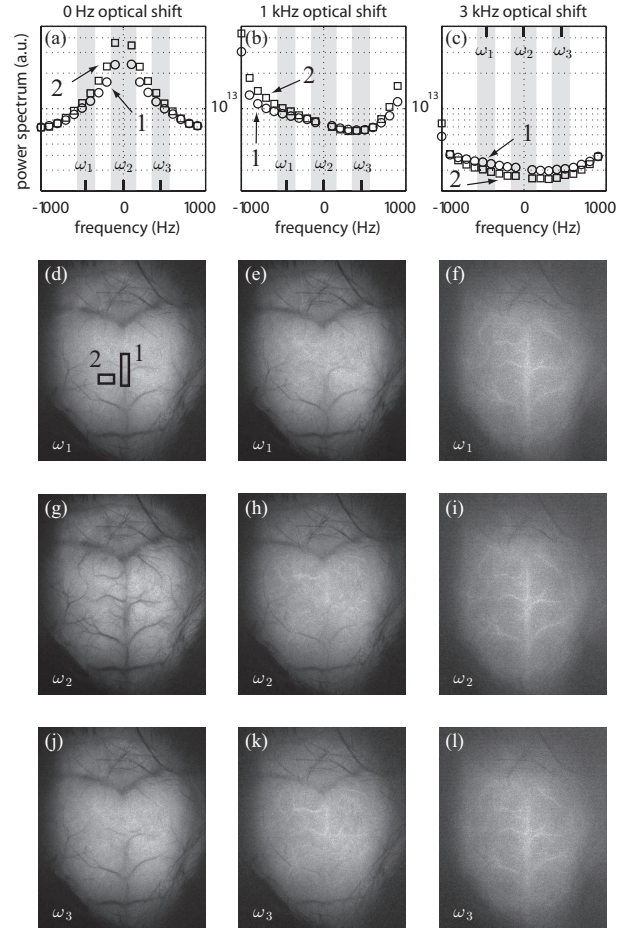 0 Hz optical shift
1 kHz optical shift
3 kHz optical shift
power spectrum (a.u.)
(a)
2
1
ω1
ω2
ω3
-1000
0
1000
frequency (Hz)
10^13
(b)
2
1
ω1
ω2
ω3
-1000
0
1000
frequency (Hz)
10^13
(c)
ω1
ω2
ω3
1
2
-1000
0
1000
frequency (Hz)
(d)
2
1
ω1
(e)
ω1
(f)
ω1
(g)
ω2
(h)
ω2
(i)
ω2
(j)
ω3
(k)
ω3
(l)
ω3